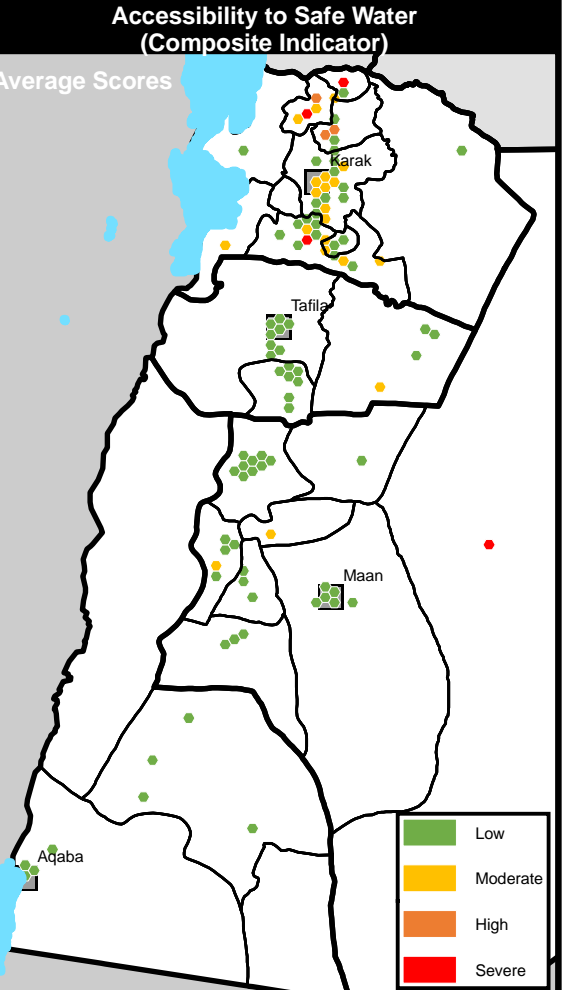 Accessibility to Safe Water
(Composite Indicator)
Average Scores
Karak
Tafila
Maan
Aqaba
Low
Moderate
High
Severe